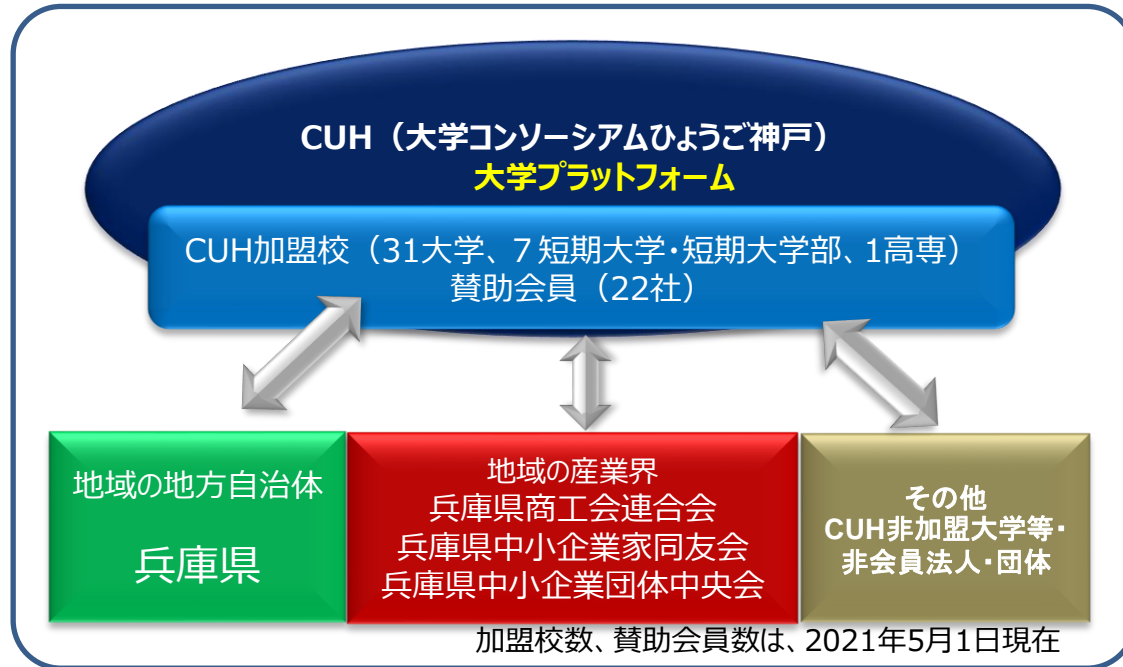 CUH（大学コンソーシアムひょうご神戸）
大学プラットフォーム
CUH加盟校（31大学、７短期大学・短期大学部、1高専）
賛助会員（22社）
地域の地方自治体
兵庫県
地域の産業界
兵庫県商工会連合会
兵庫県中小企業家同友会
兵庫県中小企業団体中央会
その他
CUH非加盟大学等・
非会員法人・団体
加盟校数、賛助会員数は、2021年5月1日現在